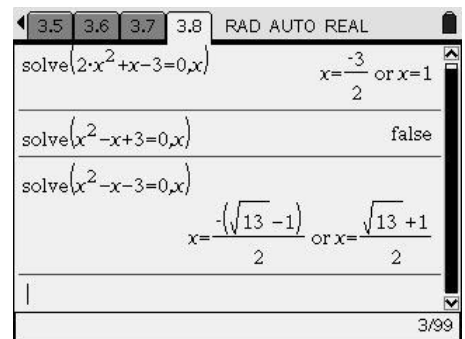 3.5 3.6 3.7 3.8 RAD AUTO REAL
solve(2·x²+x−3=0,x)
x=-3/2 or x=1
solve(x²−x+3=0,x) false
solve(x²−x−3=0,x)
x=-(√13 −1)/2 or x=(√13 +1)/2
3/99